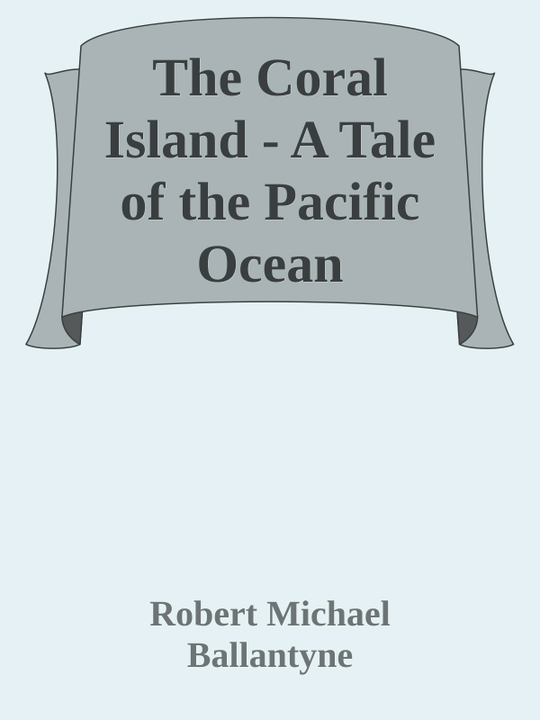 The Coral
Island - A Tale
of the Pacific
Ocean
Robert Michael
Ballantyne